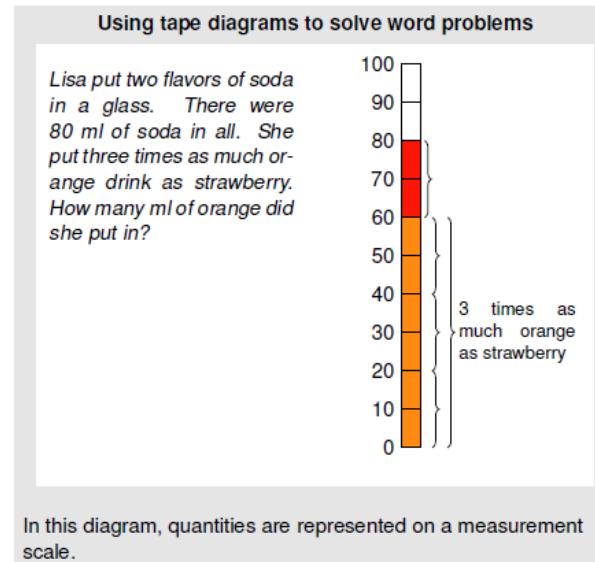 Using tape diagrams to solve word problems
Lisa put two flavors of soda
in a glass. There were
80 ml of soda in all. She
put three times as much or-
ange drink as strawberry.
How many ml of orange did
she put in?
100
90
80
70
60
50
40
30
20
10
0
3 times as
much orange
as strawberry
In this diagram, quantities are represented on a measurement
scale.